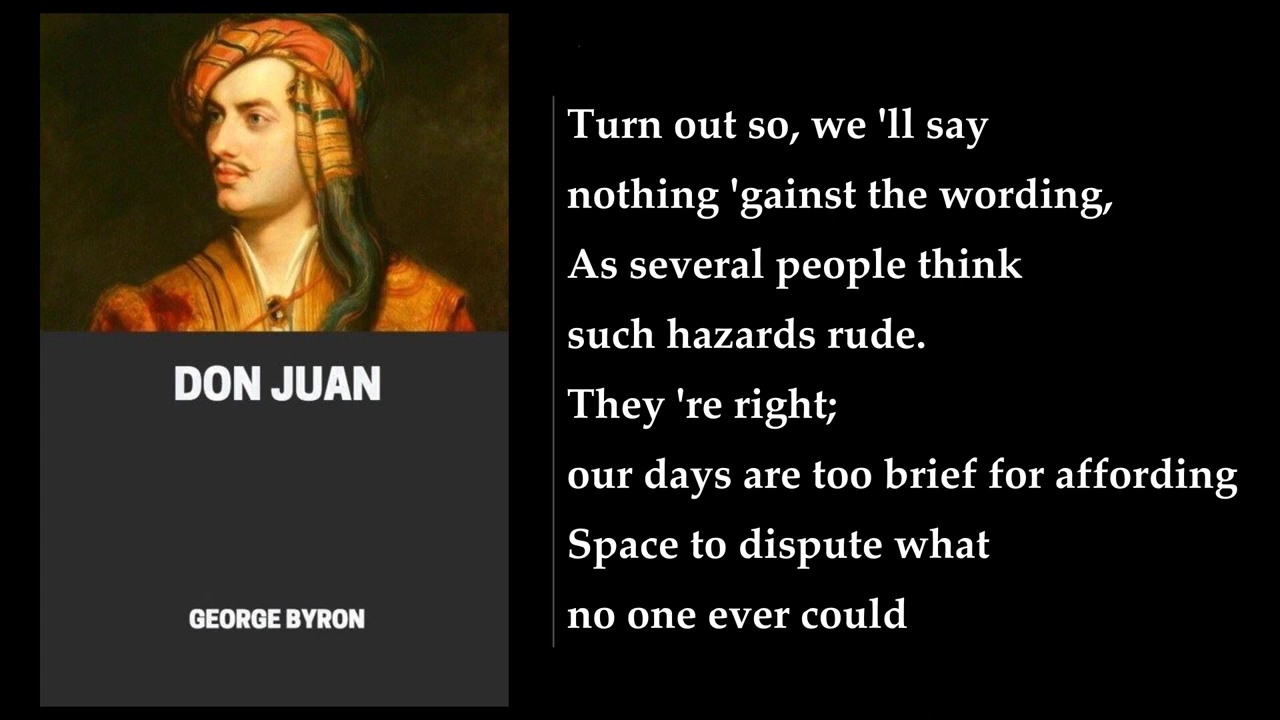 DON JUAN
GEORGE BYRON
Turn out so, we 'll say
nothing 'gainst the wording,
As several people think
such hazards rude.
They 're right;
our days are too brief for affording
Space to dispute what
no one ever could